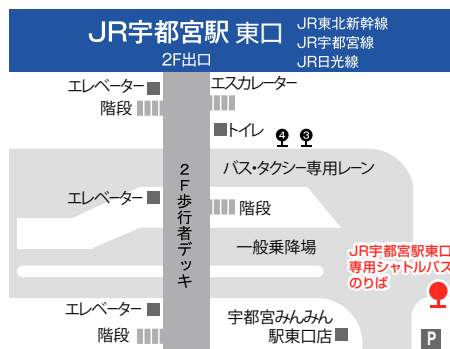 JR宇都宮駅 東口
JR東北新幹線
JR宇都宮線
JR日光線
2F出口
エレベーター
エスカレーター
階段
トイレ
4
3
バス・タクシー専用レーン
2F歩行者デッキ
エレベーター
階段
一般乗降場
JR宇都宮駅東口
専用シャトルバス
のりば
エレベーター
宇都宮みんみん
駅東口店
階段
P